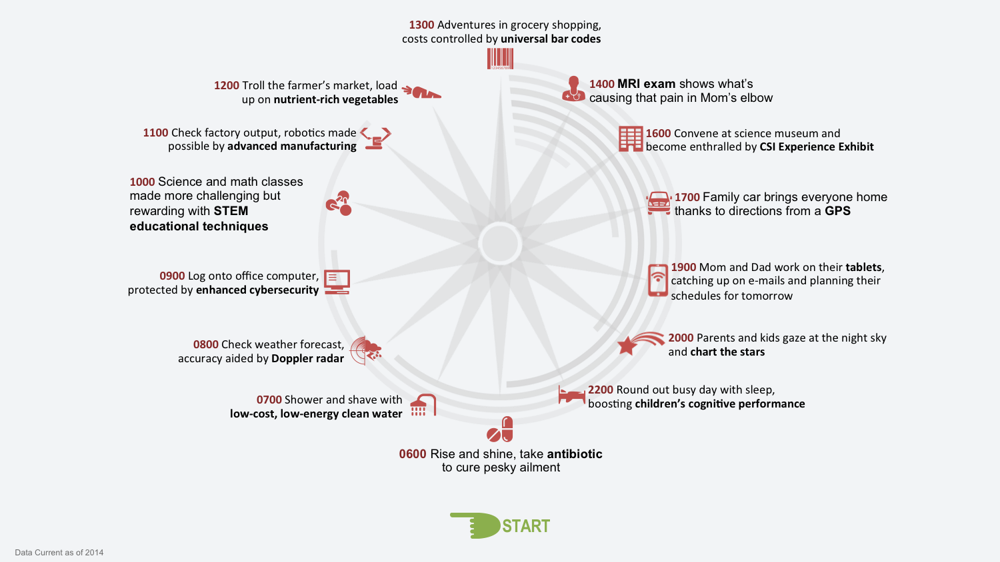 1300 Adventures in grocery shopping,
costs controlled by universal bar codes
123456789
1200 Troll the farmer’s market, load
up on nutrient-rich vegetables
1400 MRI exam shows what’s
causing that pain in Mom’s elbow
1100 Check factory output, robotics made
possible by advanced manufacturing
1600 Convene at science museum and
become enthralled by CSI Experience Exhibit
1000 Science and math classes
made more challenging but
rewarding with STEM
educational techniques
1700 Family car brings everyone home
thanks to directions from a GPS
0900 Log onto office computer,
protected by enhanced cybersecurity
1900 Mom and Dad work on their tablets,
catching up on e-mails and planning their
schedules for tomorrow
0800 Check weather forecast,
accuracy aided by Doppler radar
2000 Parents and kids gaze at the night sky
and chart the stars
0700 Shower and shave with
low-cost, low-energy clean water
2200 Round out busy day with sleep,
boosting children’s cognitive performance
0600 Rise and shine, take antibiotic
to cure pesky ailment
START
Data Current as of 2014